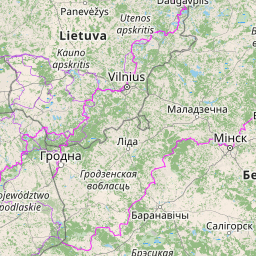 Daugavpils
Panevėžys
Utenos
apskritis
Lietuva
Kauno
apskritis
Vilnius
Маладзечна
Мінск
Ліда
Гродна
Гродзенская
вобласць
województwo
podlaskie
Баранавічы
Салігорск
Брэсцкая